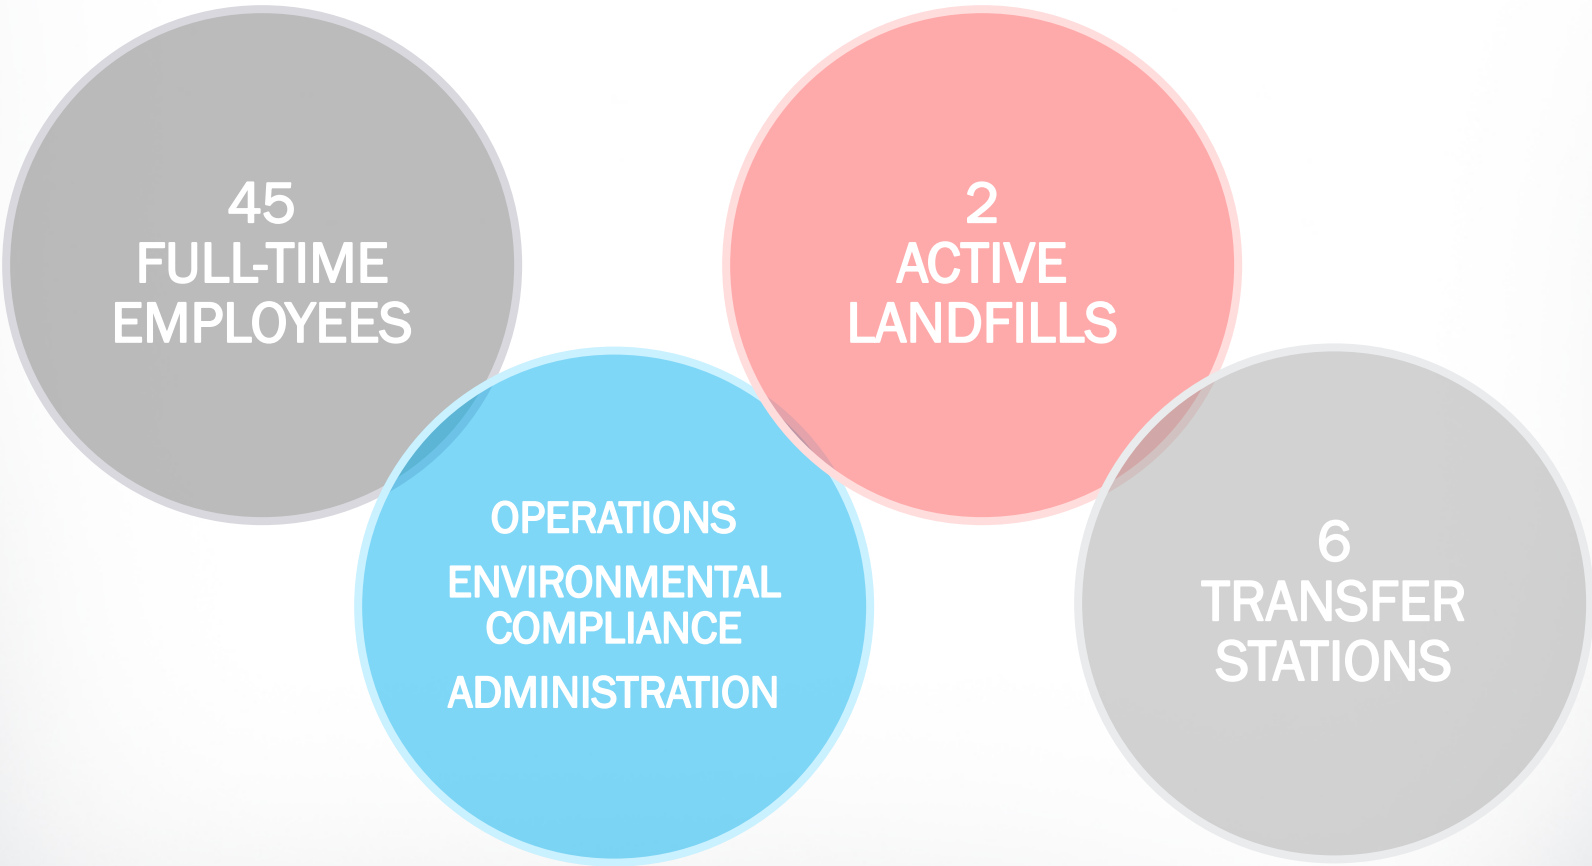 45
FULL-TIME
EMPLOYEES
OPERATIONS
ENVIRONMENTAL
COMPLIANCE
ADMINISTRATION
2
ACTIVE
LANDFILLS
6
TRANSFER
STATIONS